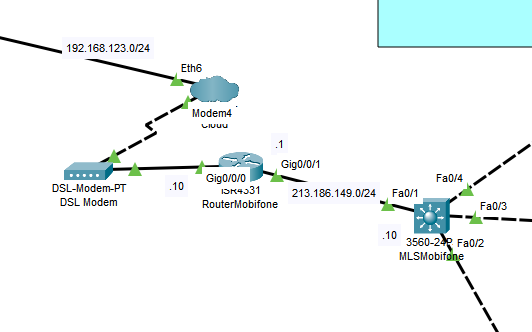 192.168.123.0/24
Eth6
Modem4
Cloud
.1
DSL-Modem-PT
DSL Modem
.10
Gig0/0/0
ISR4331
RouterMobifone
Gig0/0/1
213.186.149.0/24
Fa0/1
Fa0/4
Fa0/3
.10
3560-24P
MLSMobifone
Fa0/2